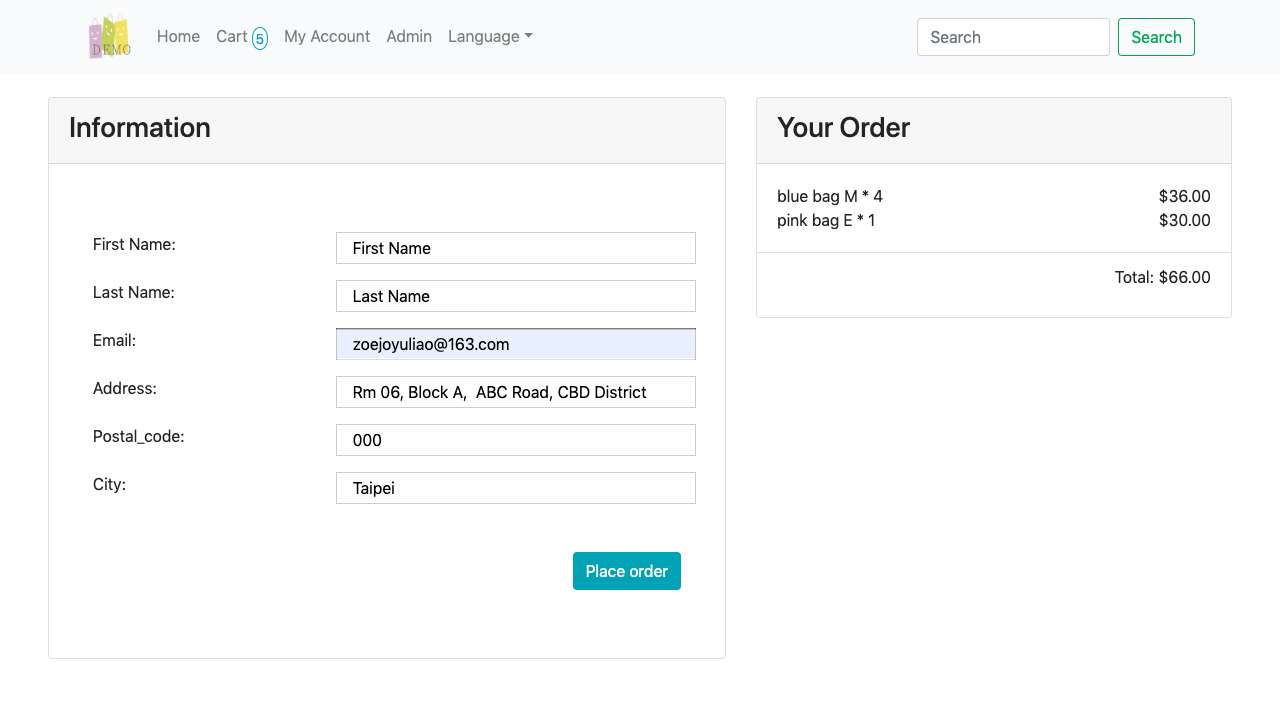 DEMO
Home Cart 5 My Account Admin Language Search Search
Information
First Name: First Name
Last Name: Last Name
Email: zoejoyuliao@163.com
Address: Rm 06, Block A,  ABC Road, CBD District
Postal_code: 000
City: Taipei
Place order
Your Order
blue bag M * 4 $36.00
pink bag E * 1 $30.00
Total: $66.00